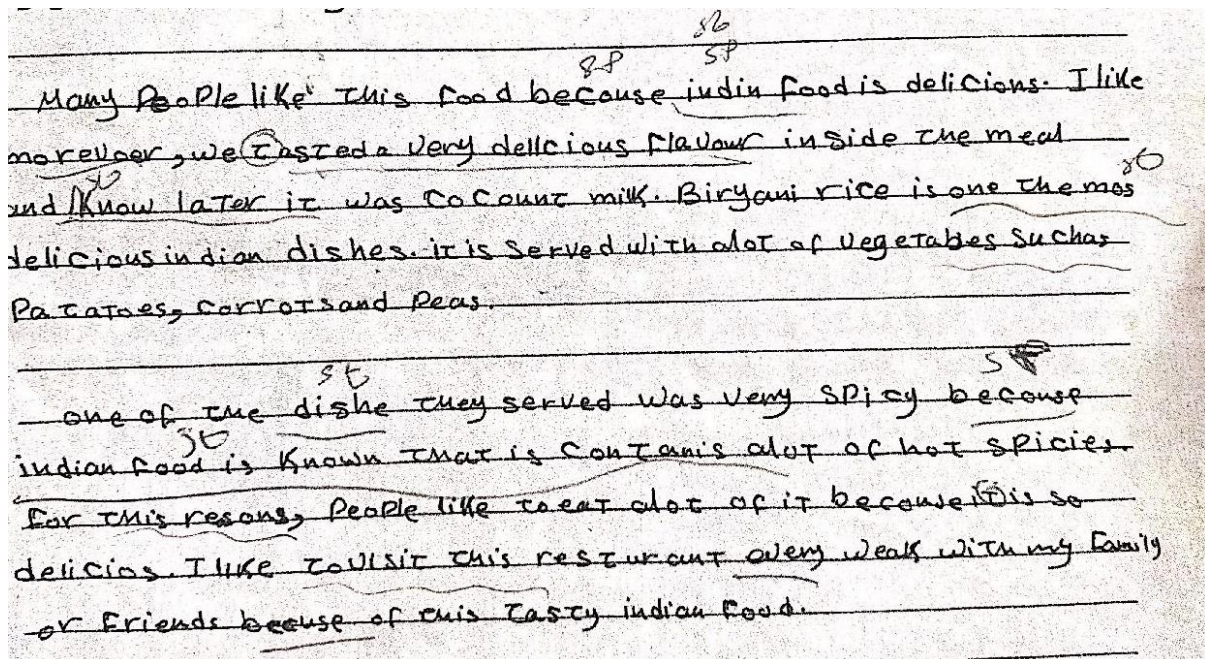 Many People like this food because indin food is delicions. I like
morevoer, we tasted a very delicious flavour inside the meal
and I know later it was cocount milk. Biryani rice is one the mos
delicious indian dishes. it is served with alot of vegetables such as
Patatoes, corrots and Peas.
one of the dishe they served was very spicy becouse
indian food is known that is contanis alot of hot spicies.
for this resons, People like to eat alot of it becouse it is so
delicios. I like to visit this resturant every weak with my family
or friends becuse of this tasty indian food.